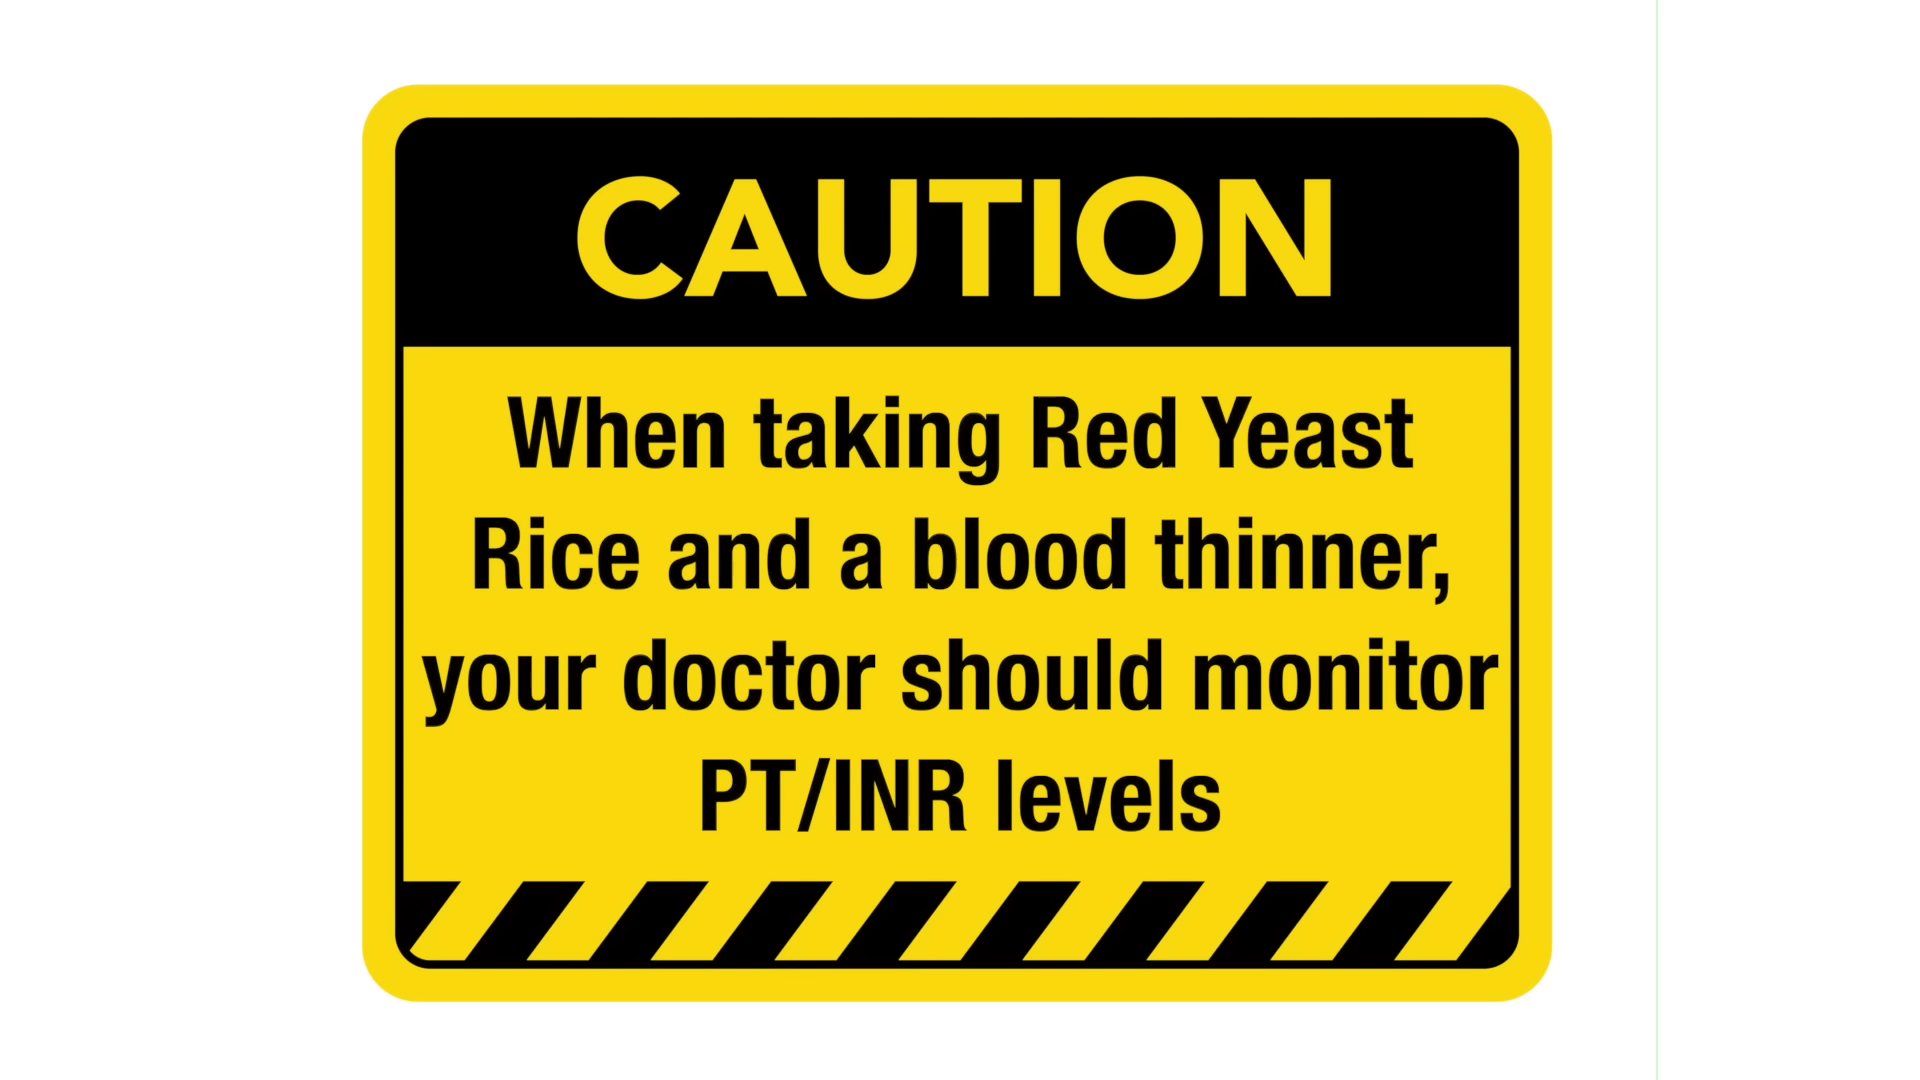 CAUTION
When taking Red Yeast
Rice and a blood thinner,
your doctor should monitor
PT/INR levels